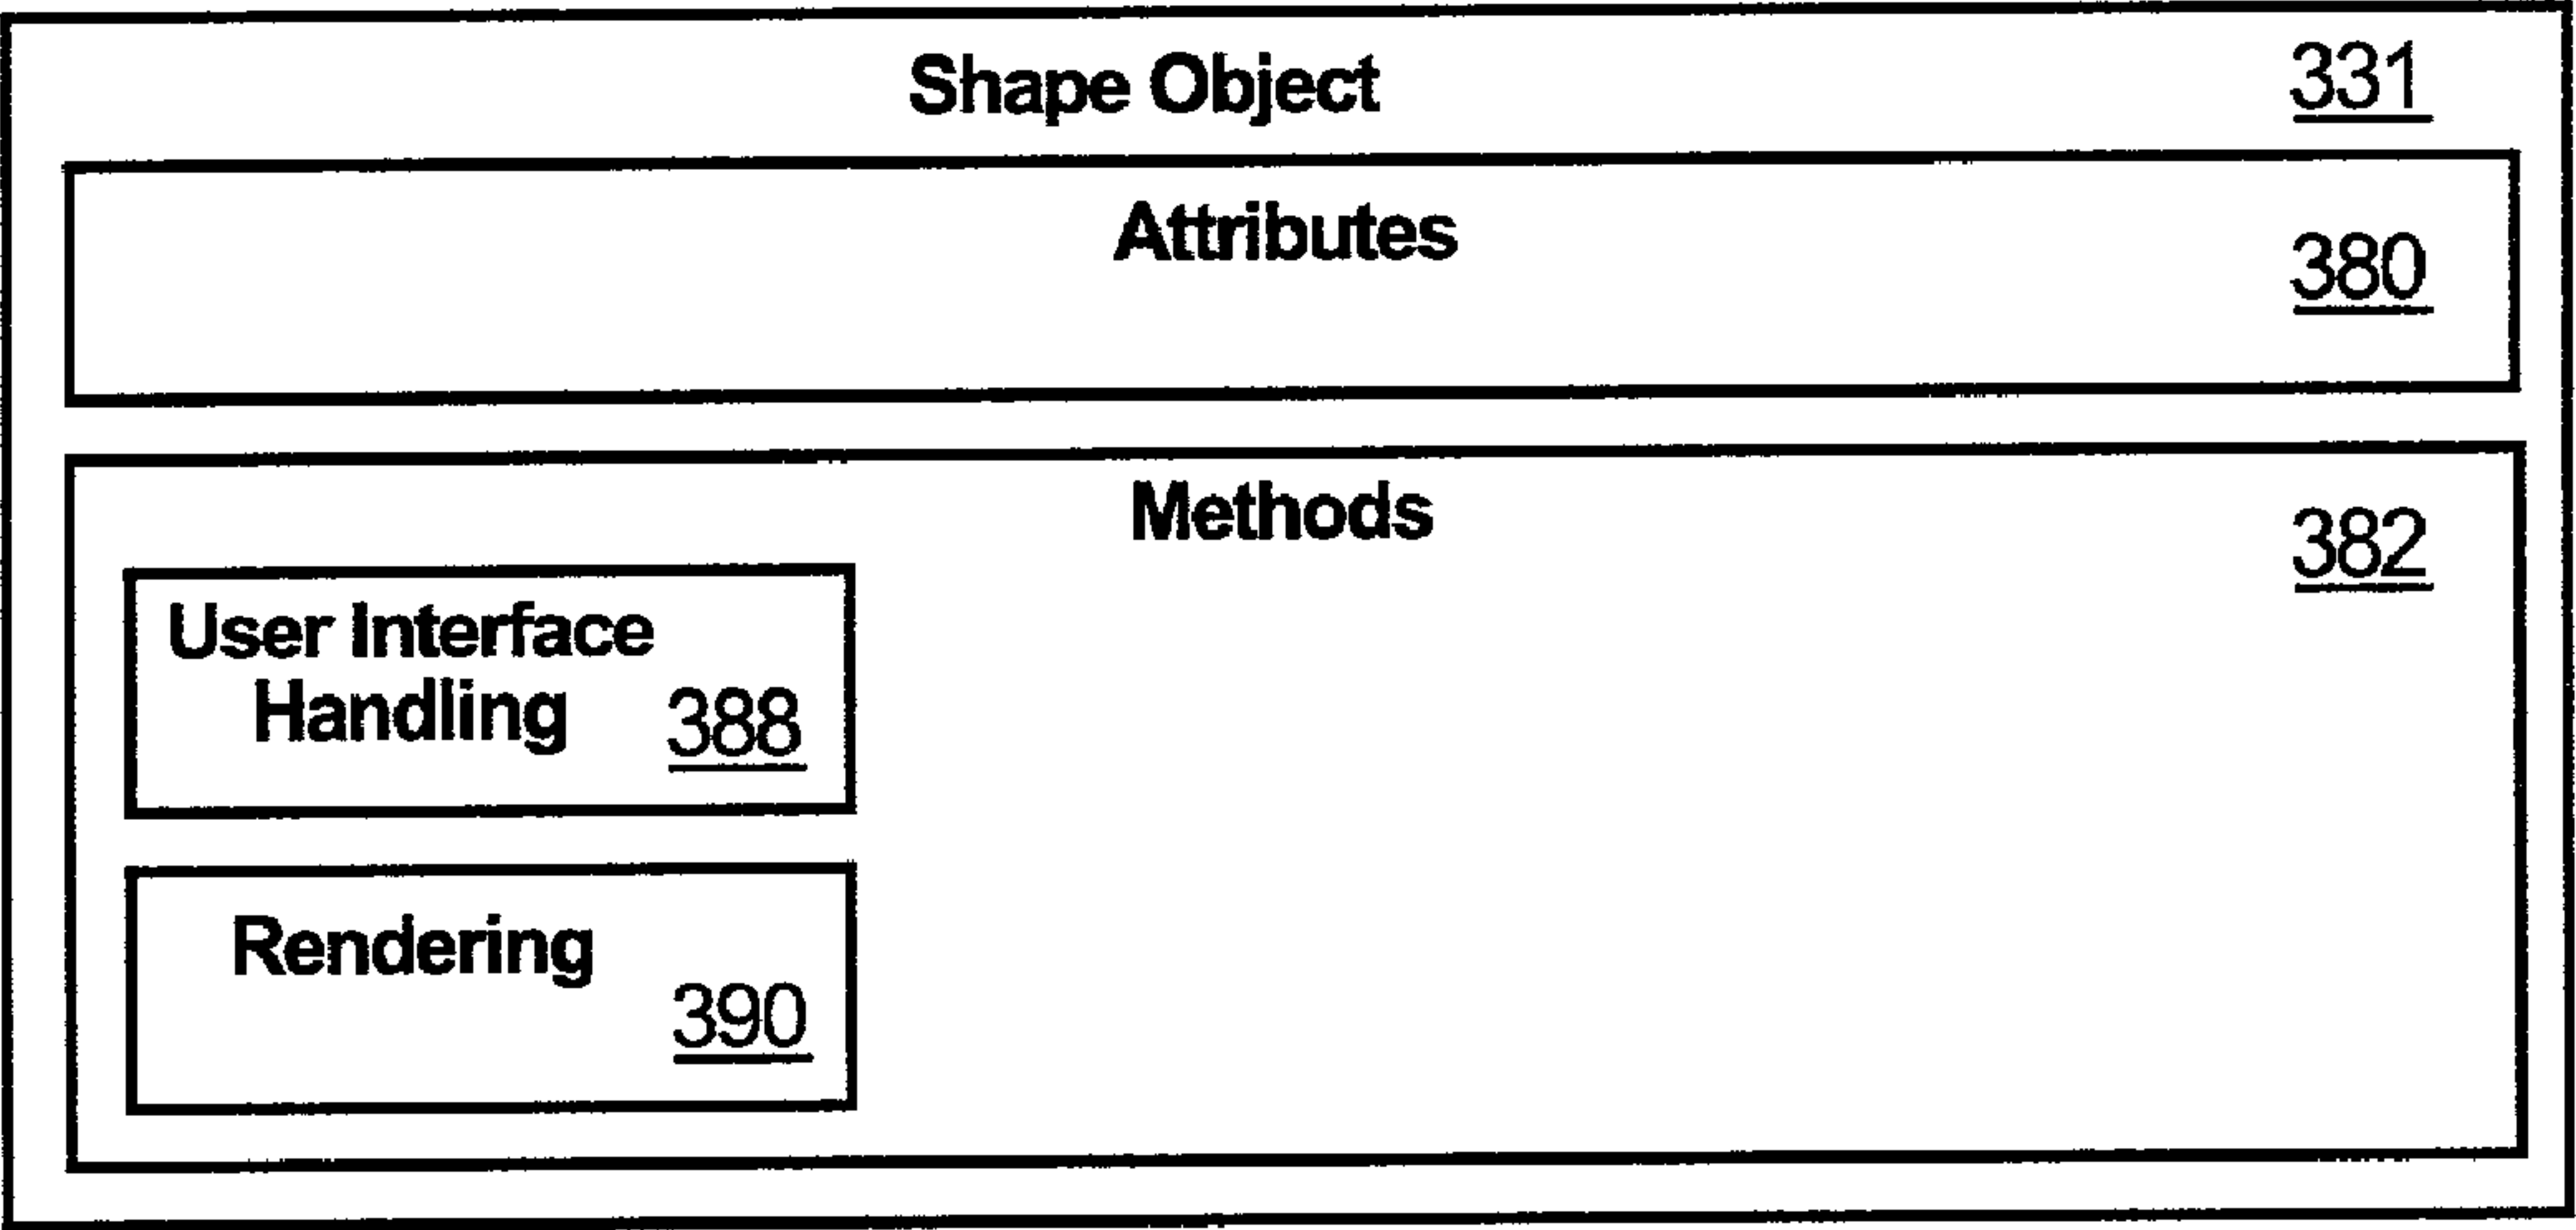 Shape Object 331
Attributes 380
Methods 382
User Interface
Handling 388
Rendering 390